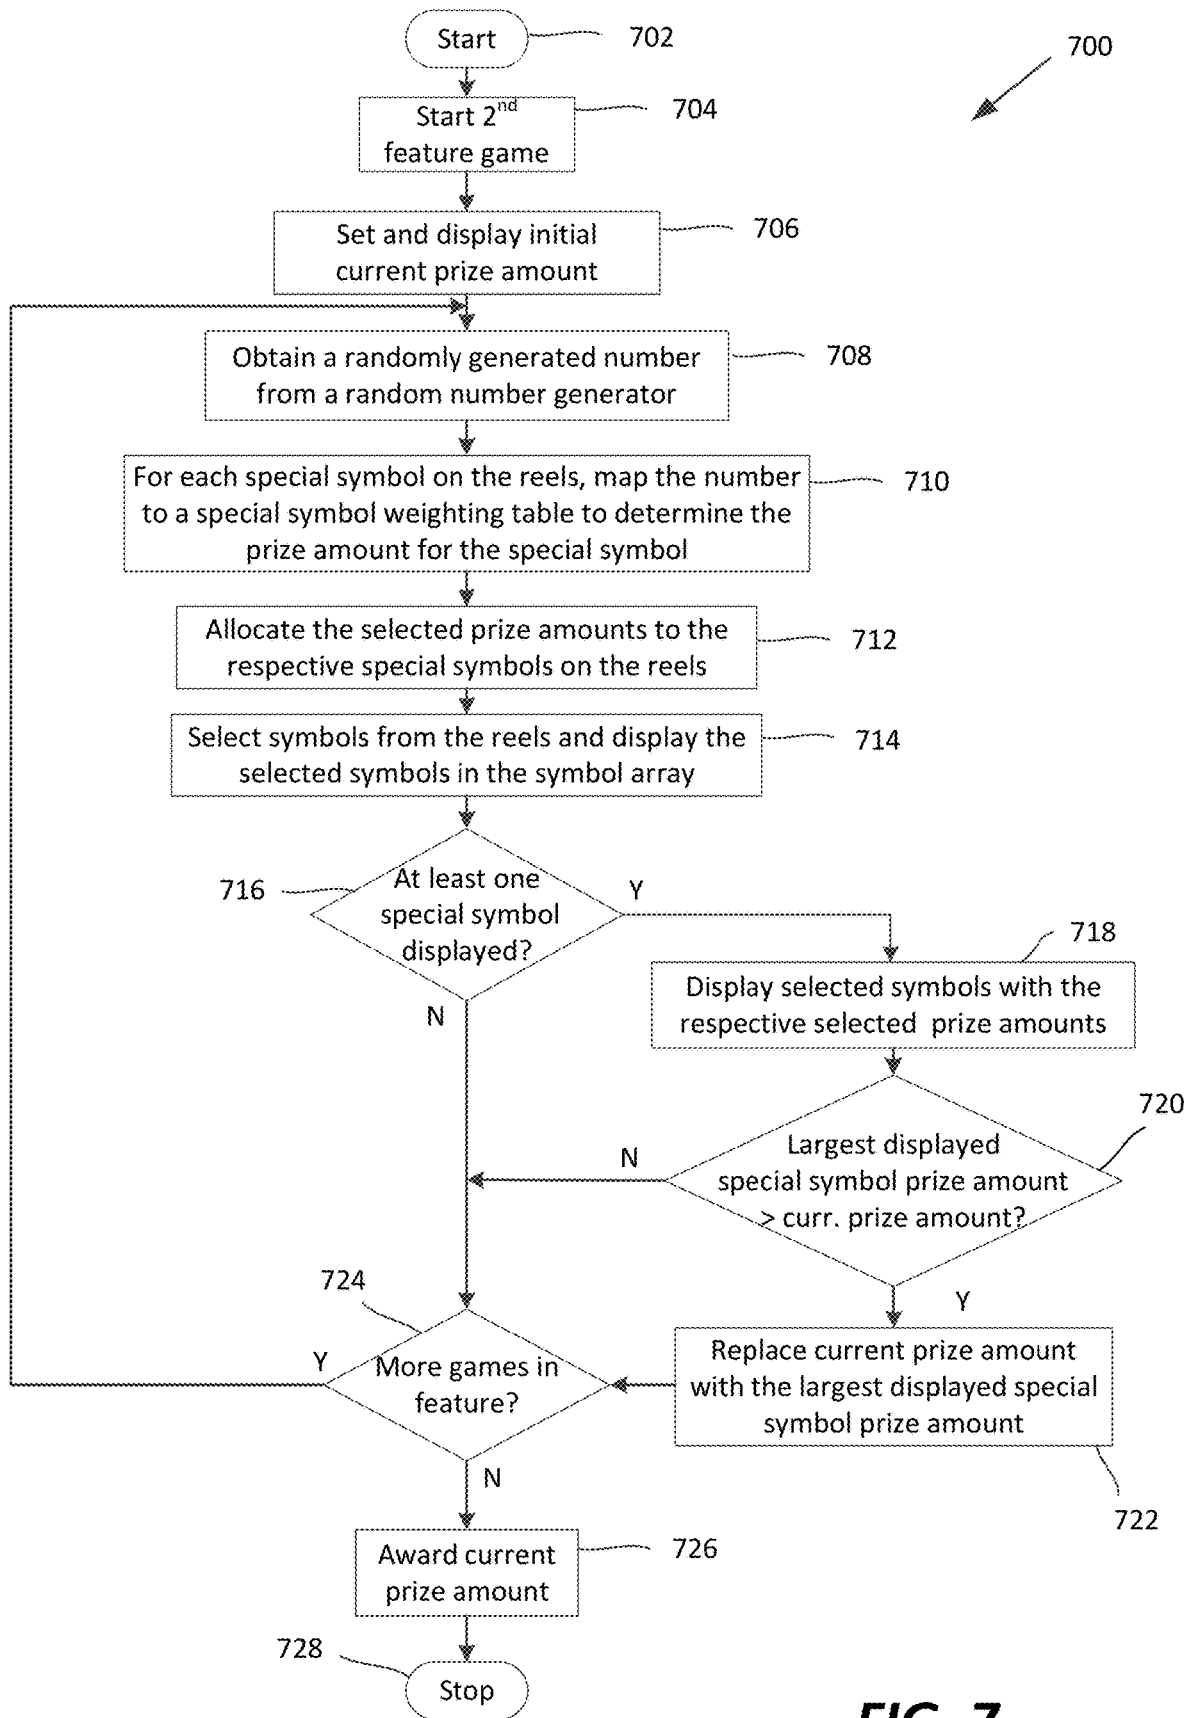 Start
702
700
Start 2nd
feature game
704
Set and display initial
current prize amount
706
Obtain a randomly generated number
from a random number generator
708
For each special symbol on the reels, map the number
to a special symbol weighting table to determine the
prize amount for the special symbol
710
Allocate the selected prize amounts to the
respective special symbols on the reels
712
Select symbols from the reels and display the
selected symbols in the symbol array
714
716
At least one
special symbol
displayed?
Y
N
718
Display selected symbols with the
respective selected prize amounts
720
Largest displayed
special symbol prize amount
> curr. prize amount?
N
Y
724
Y
More games in
feature?
N
Replace current prize amount
with the largest displayed special
symbol prize amount
722
Award current
prize amount
726
728
Stop
FIG. 7